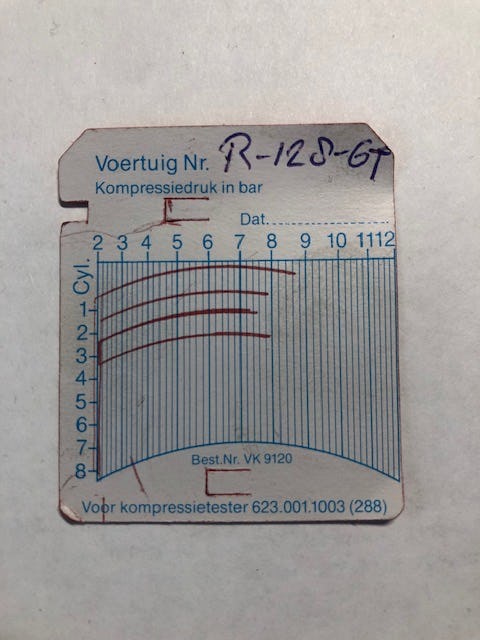 Voertuig Nr. R-128-GT
Kompressiedruk in bar
Dat.
2 3 4 5 6 7 8 9 10 11 12
Cyl.
1
2
3
4
5
6
7
8
Best.Nr. VK 9120
Voor kompressietester 623.001.1003 (288)